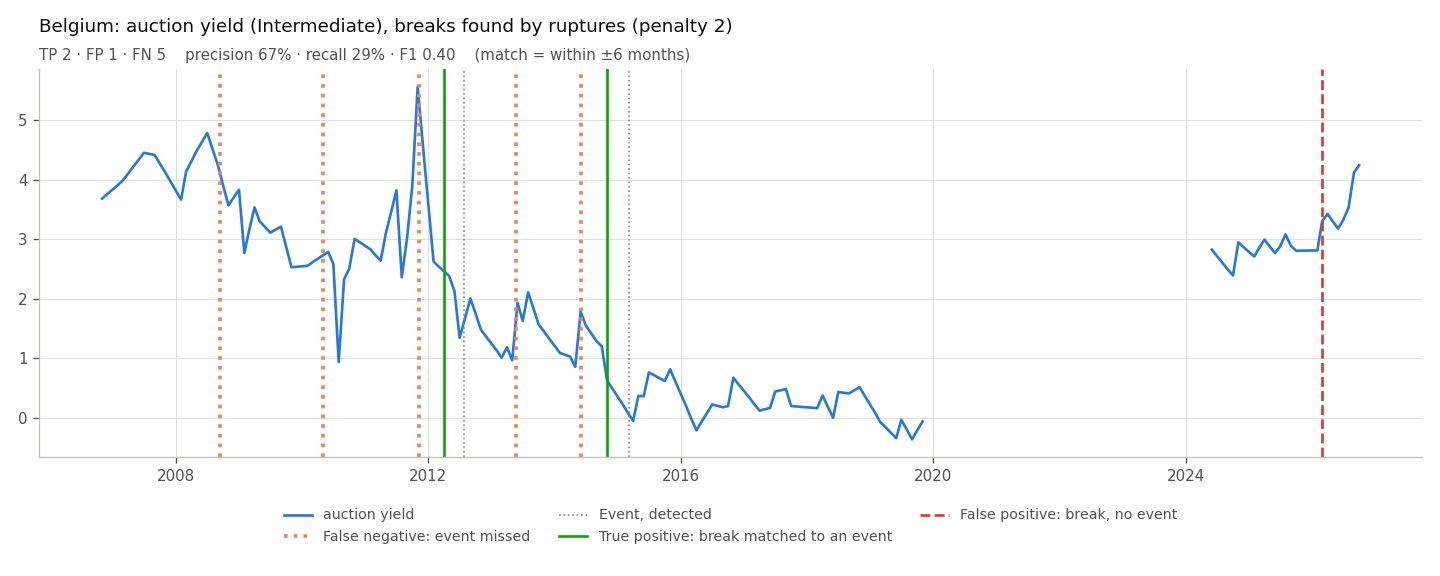 Belgium: auction yield (Intermediate), breaks found by ruptures (penalty 2)
TP 2 · FP 1 · FN 5    precision 67% · recall 29% · F1 0.40    (match = within ±6 months)
5
4
3
2
1
0
2008
2012
2016
2020
2024
auction yield
Event, detected
False positive: break, no event
False negative: event missed
True positive: break matched to an event